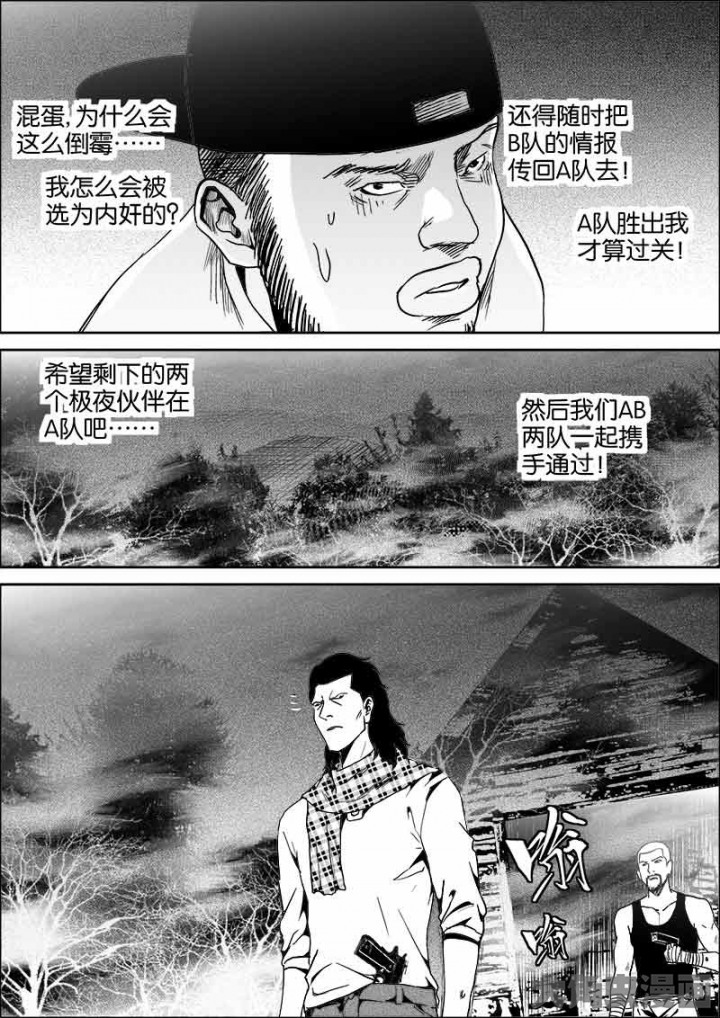 混蛋，为什么会
这么倒霉……
我怎么会被
选为内奸的？
还得随时把
B队的情报
传回A队去！
A队胜出我
才算过关！
希望剩下的两
个极夜伙伴在
A队吧……
然后我们AB
两队一起携
手通过！
嗡
嗡
漫画